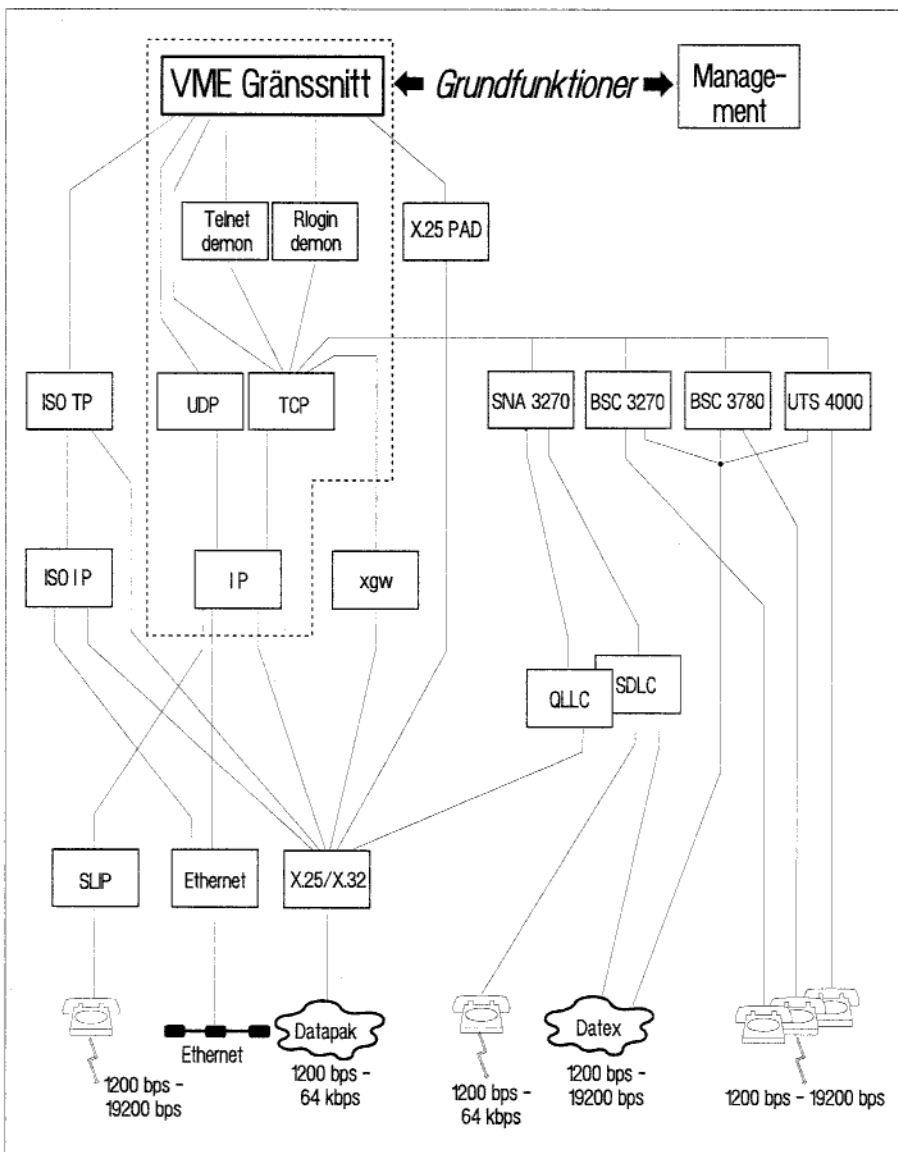 VME Gränssnitt
Grundfunktioner
Manage-
ment
Telnet
demon
Rlogin
demon
X.25 PAD
ISO TP
UDP
TCP
SNA 3270
BSC 3270
BSC 3780
UTS 4000
ISO IP
IP
xgw
QLLC
SDLC
SLIP
Ethernet
X.25/X.32
Ethernet
Datapak
Datex
1200 bps -
19200 bps
1200 bps -
64 kbps
1200 bps -
64 kbps
1200 bps -
19200 bps
1200 bps - 19200 bps